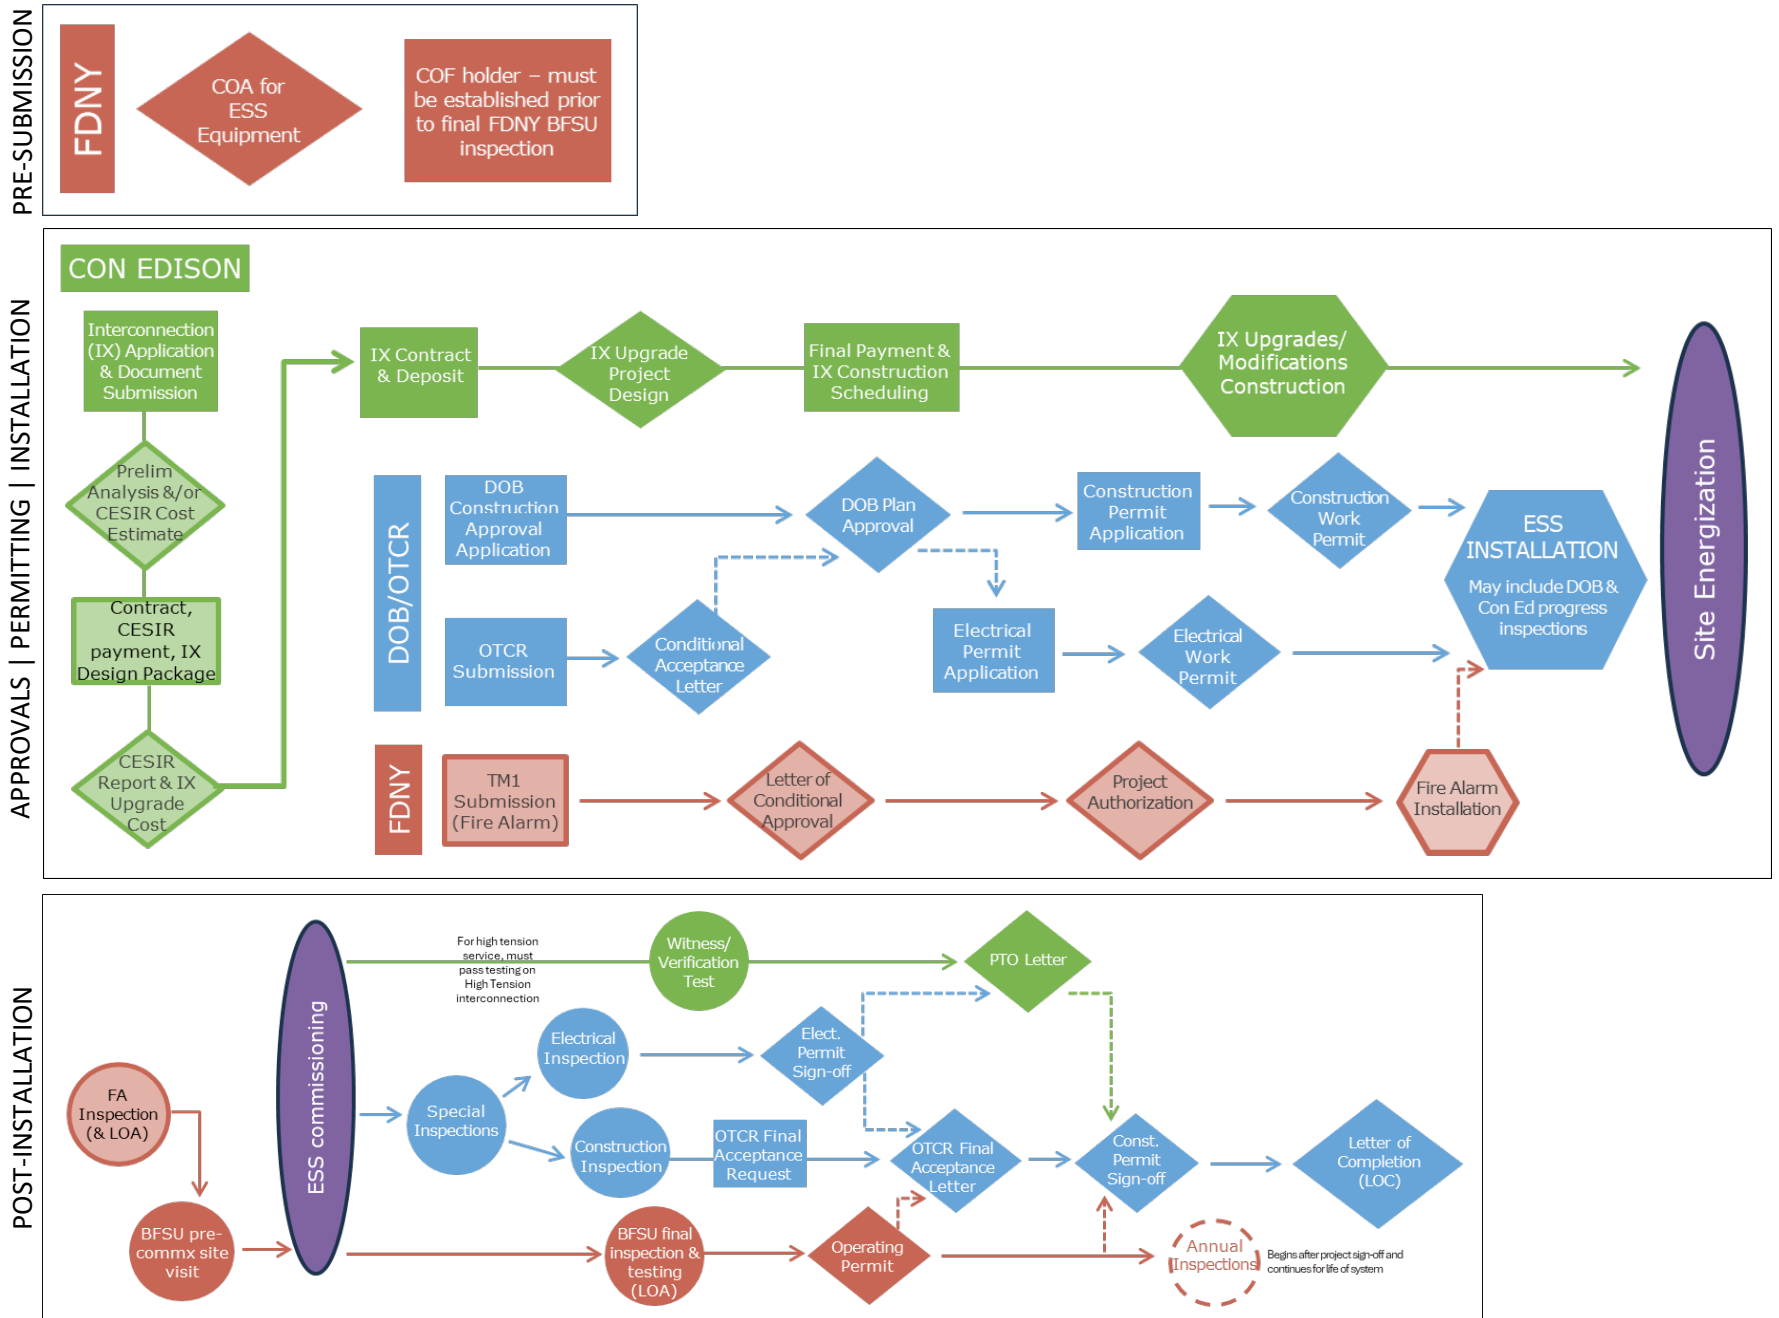 PRE-SUBMISSION
FDNY
COA for
ESS
Equipment
COF holder – must
be established prior
to final FDNY BFSU
inspection
APPROVALS | PERMITTING | INSTALLATION
CON EDISON
Interconnection
(IX) Application
& Document
Submission
Prelim
Analysis &/or
CESIR Cost
Estimate
Contract,
CESIR
payment, IX
Design Package
CESIR
Report & IX
Upgrade
Cost
IX Contract
& Deposit
IX Upgrade
Project
Design
Final Payment &
IX Construction
Scheduling
IX Upgrades/
Modifications
Construction
DOB/OTCR
DOB
Construction
Approval
Application
DOB Plan
Approval
Construction
Permit
Application
Construction
Work
Permit
OTCR
Submission
Conditional
Acceptance
Letter
Electrical
Permit
Application
Electrical
Work
Permit
ESS
INSTALLATION
May include DOB &
Con Ed progress
inspections
FDNY
TM1
Submission
(Fire Alarm)
Letter of
Conditional
Approval
Project
Authorization
Fire Alarm
Installation
Site Energization
POST-INSTALLATION
FA
Inspection
(& LOA)
BFSU pre-
commx site
visit
ESS commissioning
For high tension
service, must
pass testing on
High Tension
interconnection
Witness/
Verification
Test
PTO Letter
Special
Inspections
Electrical
Inspection
Elect.
Permit
Sign-off
Construction
Inspection
OTCR Final
Acceptance
Request
OTCR Final
Acceptance
Letter
Const.
Permit
Sign-off
Letter of
Completion
(LOC)
BFSU final
inspection &
testing
(LOA)
Operating
Permit
Annual
Inspections
Begins after project sign-off and
continues for life of system